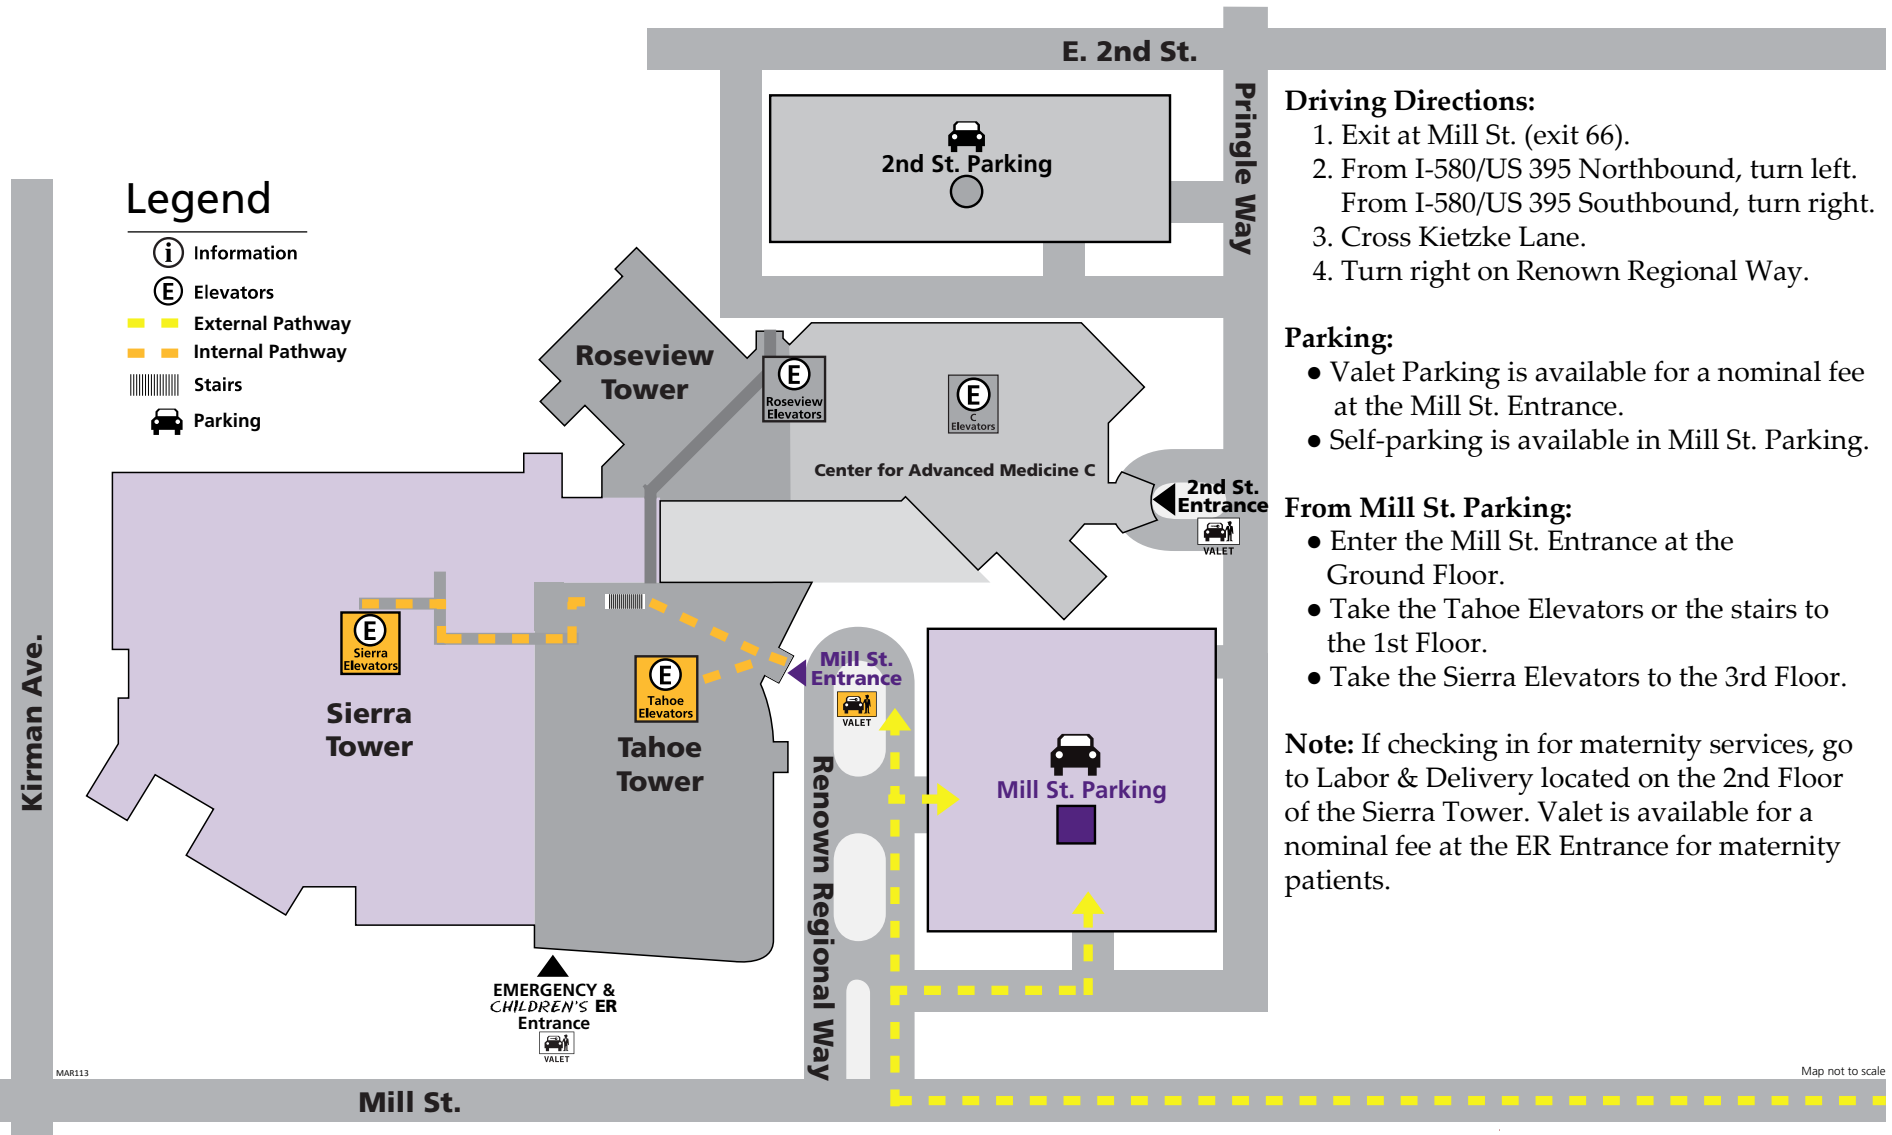 E. 2nd St.
Pringle Way
2nd St. Parking
Legend
i Information
E Elevators
External Pathway
Internal Pathway
Stairs
Parking
Kirman Ave.
Roseview
Tower
E
Roseview
Elevators
E
C
Elevators
Center for Advanced Medicine C
2nd St.
Entrance
VALET
E
Sierra
Elevators
Sierra
Tower
E
Tahoe
Elevators
Tahoe
Tower
Mill St.
Entrance
VALET
Renown Regional Way
Mill St. Parking
EMERGENCY &
CHILDREN'S ER
Entrance
VALET
MAR113
Mill St.
Driving Directions:
1. Exit at Mill St. (exit 66).
2. From I-580/US 395 Northbound, turn left.
From I-580/US 395 Southbound, turn right.
3. Cross Kietzke Lane.
4. Turn right on Renown Regional Way.
Parking:
● Valet Parking is available for a nominal fee
at the Mill St. Entrance.
● Self-parking is available in Mill St. Parking.
From Mill St. Parking:
● Enter the Mill St. Entrance at the
Ground Floor.
● Take the Tahoe Elevators or the stairs to
the 1st Floor.
● Take the Sierra Elevators to the 3rd Floor.
Note: If checking in for maternity services, go
to Labor & Delivery located on the 2nd Floor
of the Sierra Tower. Valet is available for a
nominal fee at the ER Entrance for maternity
patients.
Map not to scale